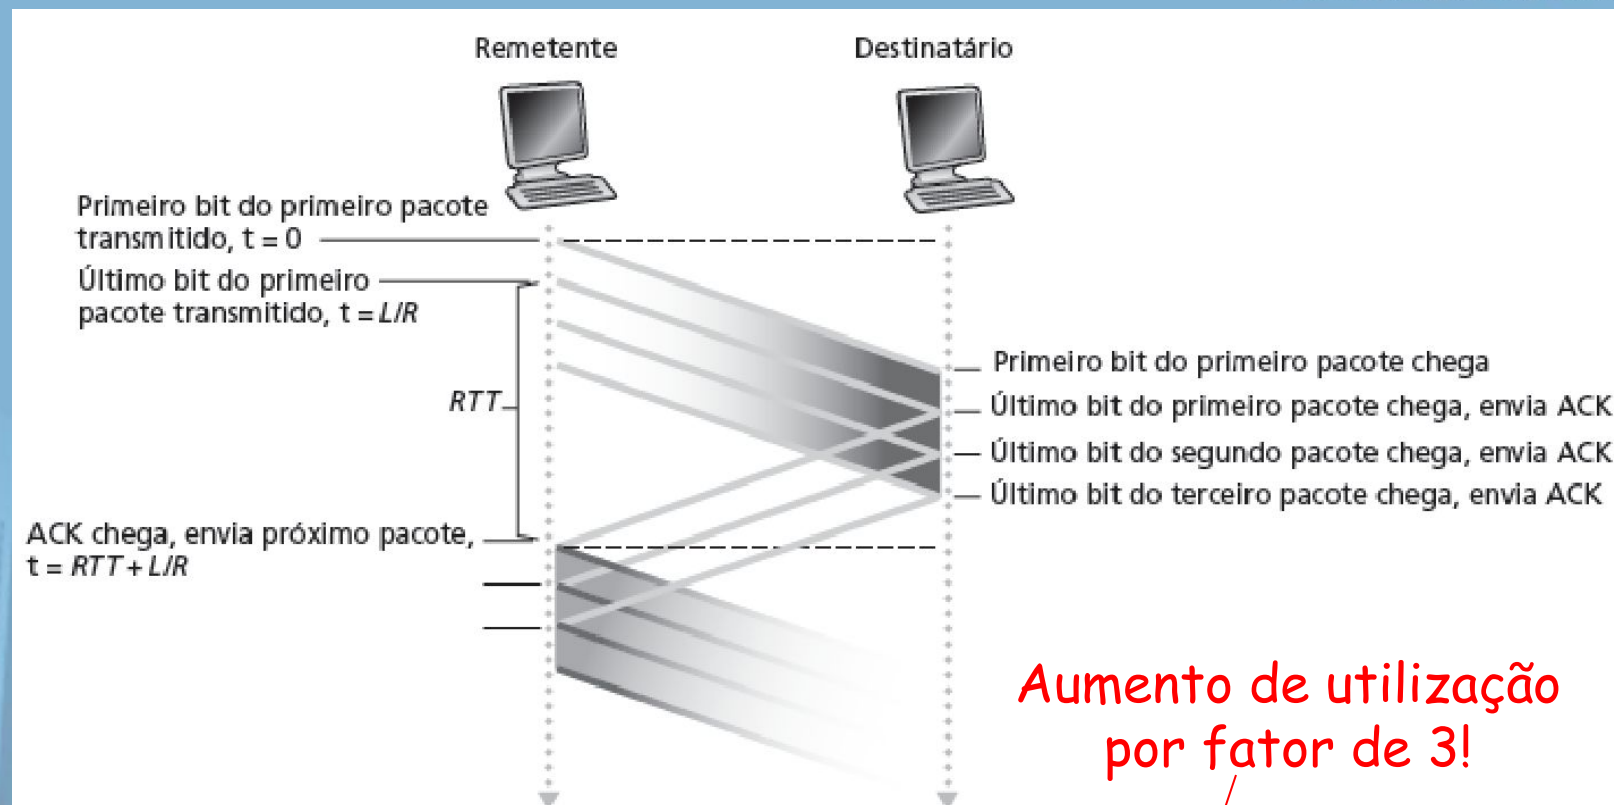 Remetente
Destinatário
Primeiro bit do primeiro pacote
transmitido, t = 0
Último bit do primeiro
pacote transmitido, t = L/R
RTT
Primeiro bit do primeiro pacote chega
Último bit do primeiro pacote chega, envia ACK
Último bit do segundo pacote chega, envia ACK
Último bit do terceiro pacote chega, envia ACK
ACK chega, envia próximo pacote,
t = RTT + L/R
Aumento de utilização
por fator de 3!